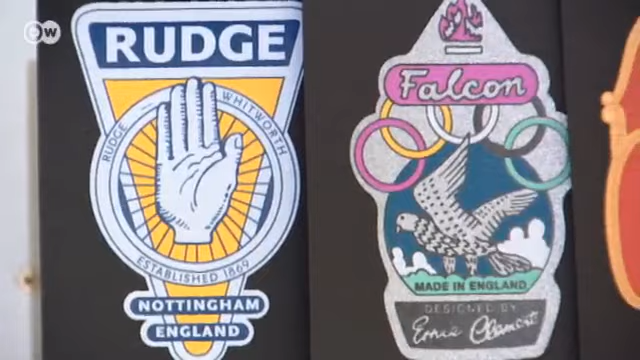 DW
RUDGE
RUDGE WHITWORTH
ESTABLISHED 1869
NOTTINGHAM
ENGLAND
Falcon
MADE IN ENGLAND
DESIGNED BY
Ernie Clements